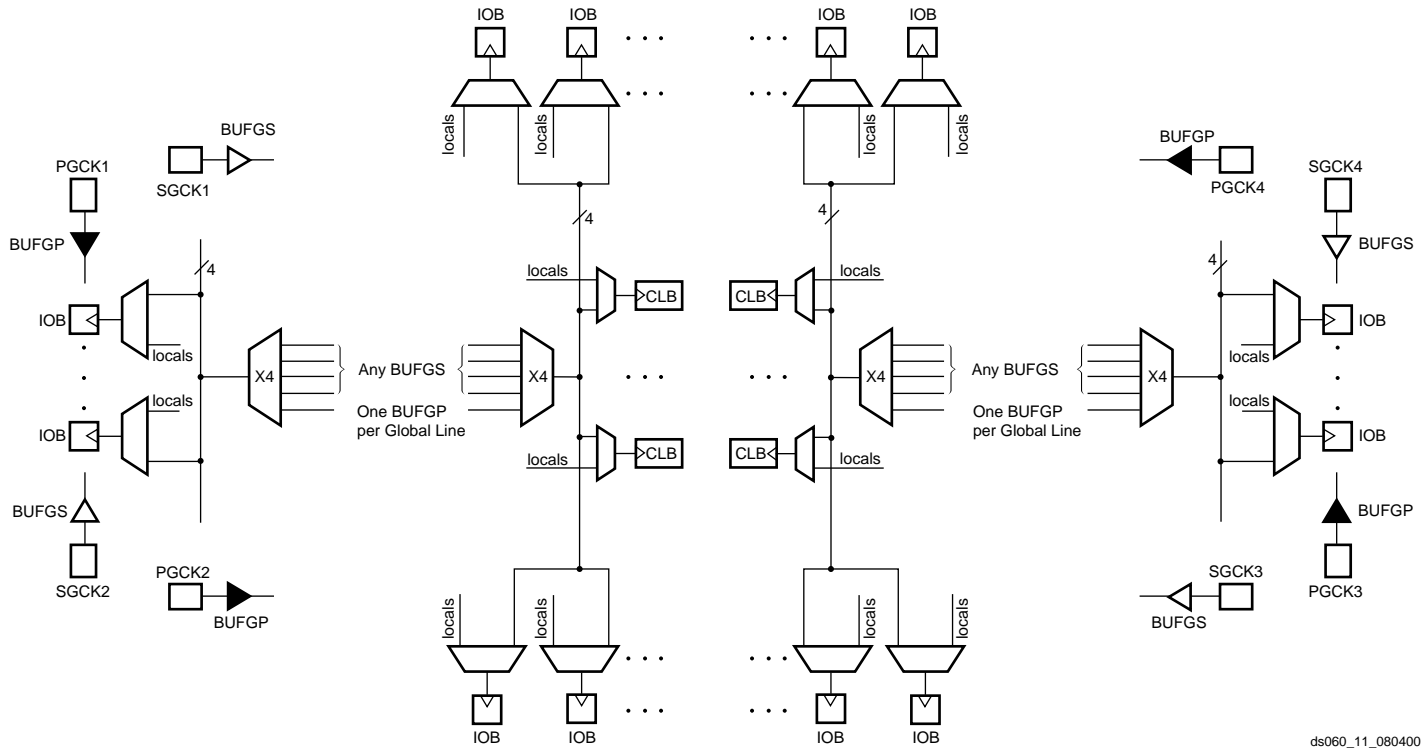 IOB IOB IOB IOB
locals locals locals locals
BUFGS
SGCK1
PGCK1
BUFGP
BUFGP
PGCK4
SGCK4
BUFGS
4 4 4 4
locals CLB CLB locals
IOB locals locals IOB
X4 Any BUFGS X4 X4 Any BUFGS X4
One BUFGP
per Global Line
One BUFGP
per Global Line
IOB locals locals IOB
locals CLB CLB locals
BUFGS
SGCK2
PGCK2
BUFGP
SGCK3
BUFGS
BUFGP
PGCK3
locals locals locals locals
IOB IOB IOB IOB
ds060_11_080400